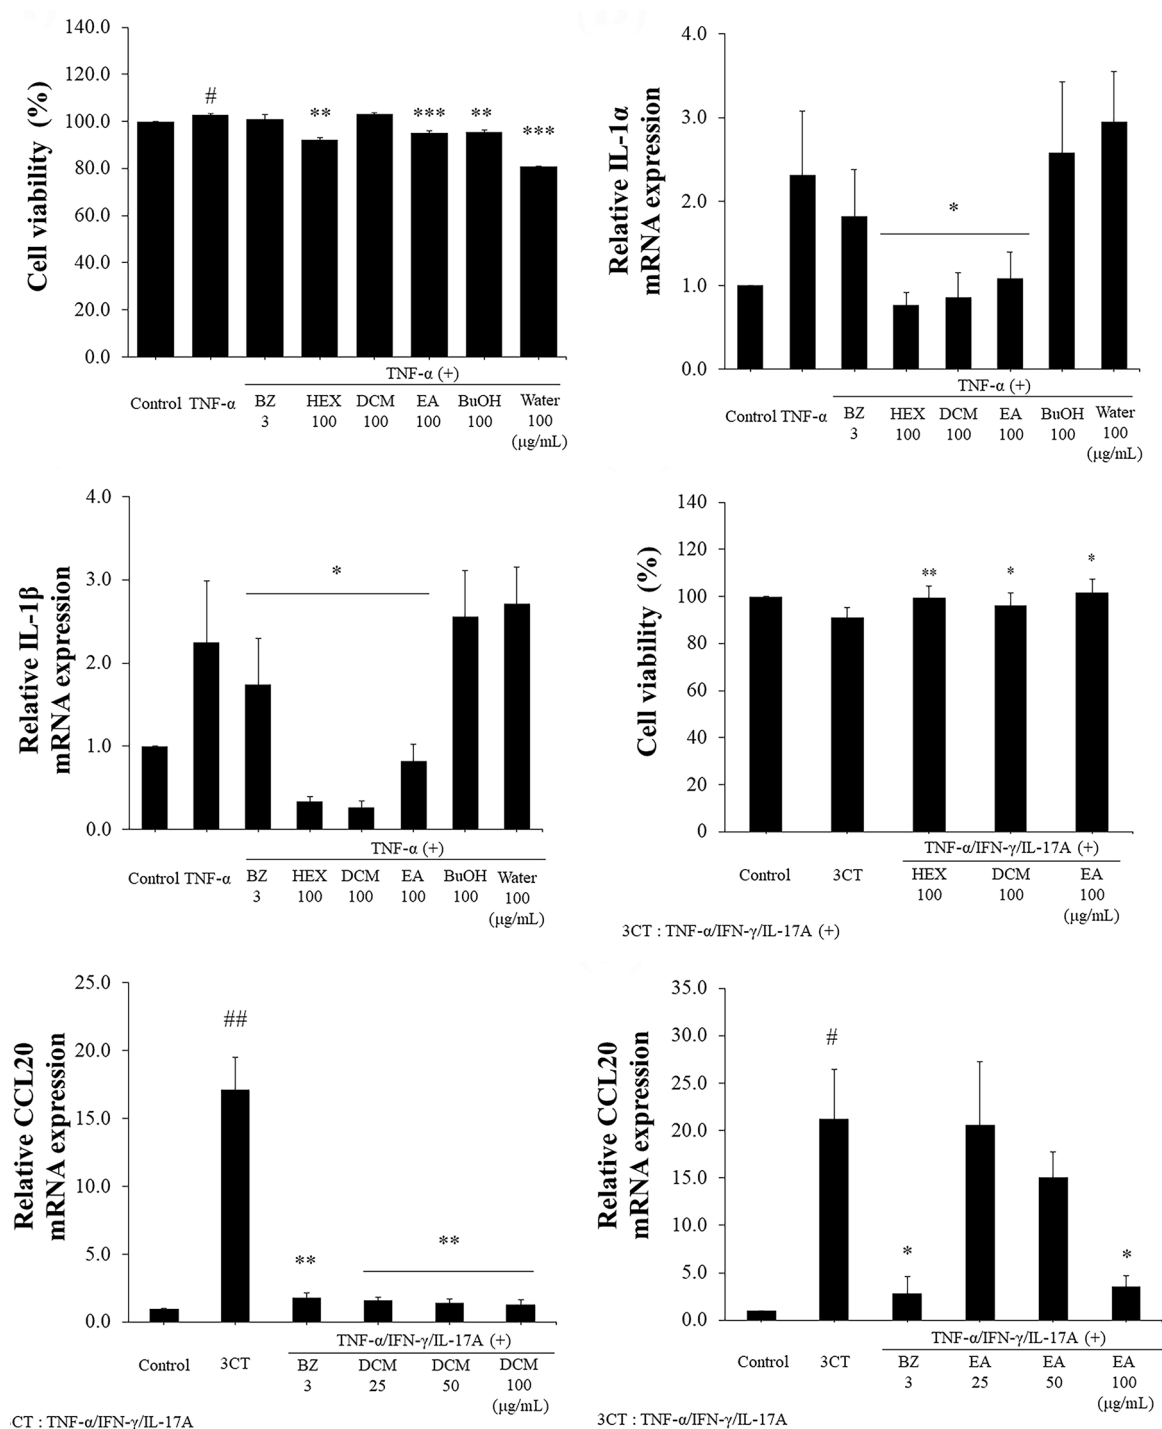 Cell viability (%)
140.0
120.0
100.0
80.0
60.0
40.0
20.0
0.0
#
**
***
**
***
TNF-α (+)
Control TNF-α BZ HEX DCM EA BuOH Water
3 100 100 100 100 100
(μg/mL)
Relative IL-1α
mRNA expression
4.0
3.0
2.0
1.0
0.0
*
TNF-α (+)
Control TNF-α BZ HEX DCM EA BuOH Water
3 100 100 100 100 100
(μg/mL)
Relative IL-1β
mRNA expression
4.0
3.0
2.0
1.0
0.0
*
TNF-α (+)
Control TNF-α BZ HEX DCM EA BuOH Water
3 100 100 100 100 100
(μg/mL)
Cell viability (%)
140
120
100
80
60
40
20
0
**
*
*
TNF-α/IFN-γ/IL-17A (+)
Control 3CT HEX DCM EA
100 100 100
(μg/mL)
3CT : TNF-α/IFN-γ/IL-17A (+)
Relative CCL20
mRNA expression
25.0
20.0
15.0
10.0
5.0
0.0
##
**
**
TNF-α/IFN-γ/IL-17A (+)
Control 3CT BZ DCM DCM DCM
3 25 50 100
(μg/mL)
CT : TNF-α/IFN-γ/IL-17A
Relative CCL20
mRNA expression
35.0
30.0
25.0
20.0
15.0
10.0
5.0
0.0
#
*
*
TNF-α/IFN-γ/IL-17A (+)
Control 3CT BZ EA EA EA
3 25 50 100
(μg/mL)
3CT : TNF-α/IFN-γ/IL-17A